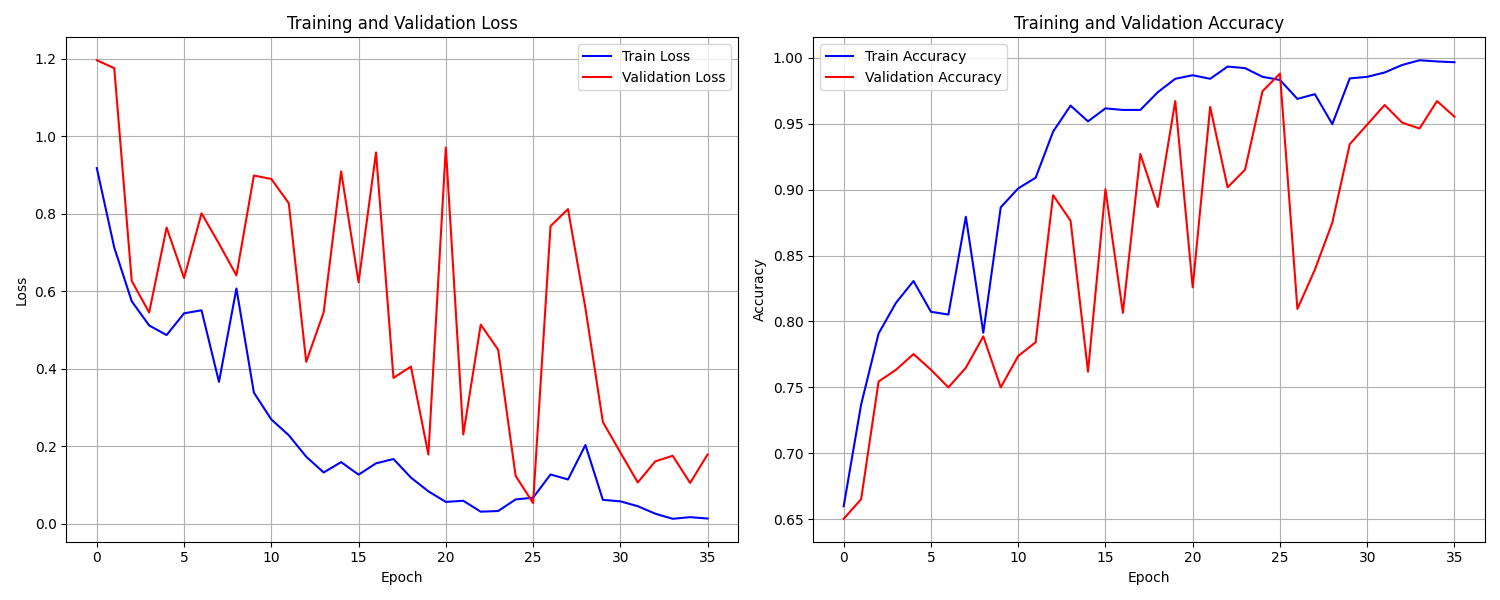 Training and Validation Loss
Train Loss
Validation Loss
1.2
1.0
0.8
0.6
0.4
0.2
0.0
Loss
0 5 10 15 20 25 30 35
Epoch
Training and Validation Accuracy
Train Accuracy
Validation Accuracy
1.00
0.95
0.90
0.85
0.80
0.75
0.70
0.65
Accuracy
0 5 10 15 20 25 30 35
Epoch